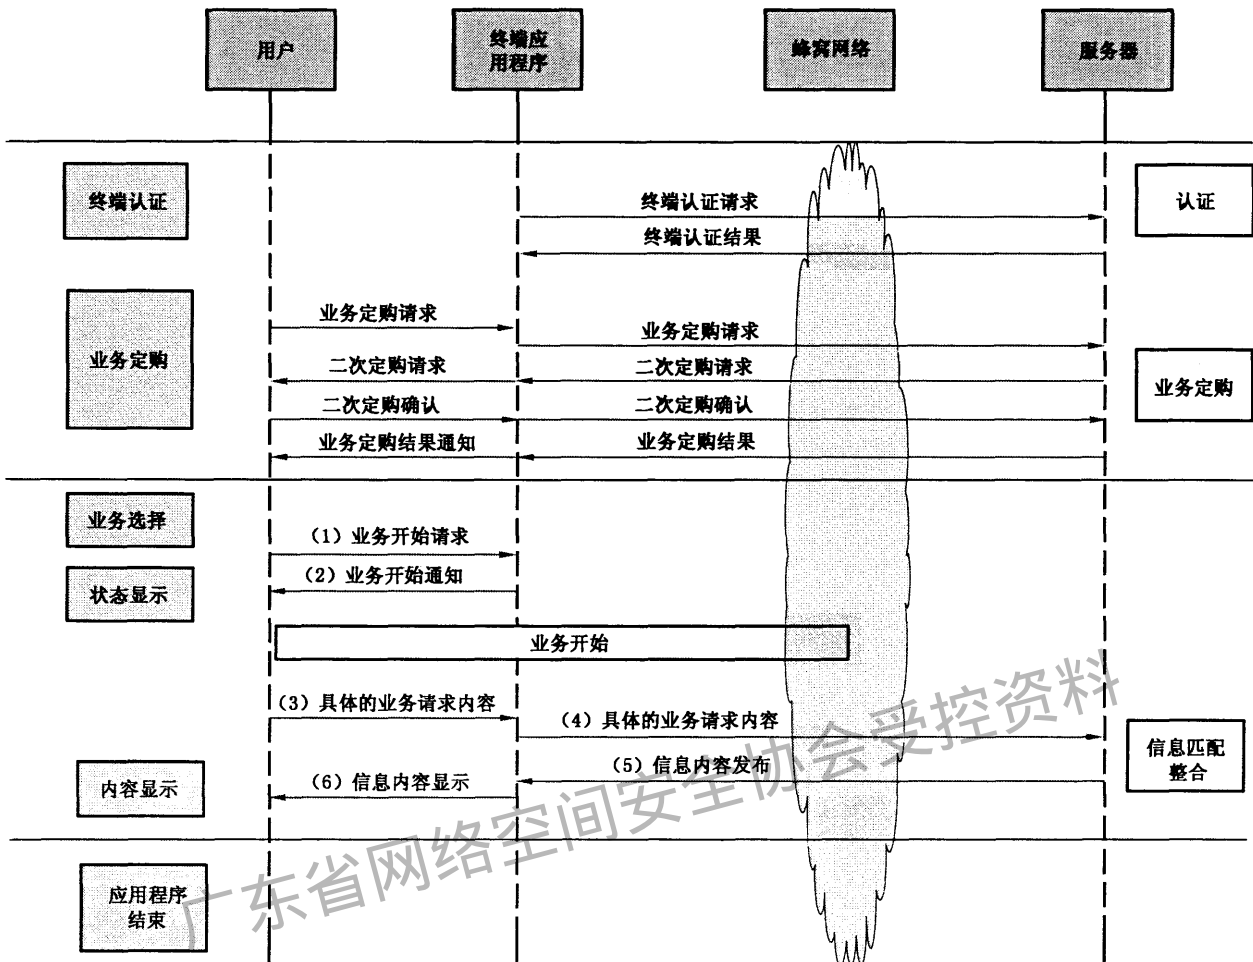 用户
终端应
用程序
蜂窝网络
服务器
终端认证
终端认证请求
认证
终端认证结果
业务定购
业务定购请求
业务定购请求
二次定购请求
二次定购请求
业务定购
二次定购确认
二次定购确认
业务定购结果通知
业务定购结果
业务选择
(1)业务开始请求
(2)业务开始通知
状态显示
业务开始
(3)具体的业务请求内容
(4)具体的业务请求内容
信息匹配
整合
(5)信息内容发布
(6)信息内容显示
内容显示
应用程序
结束
广东省网络空间安全协会受控资料